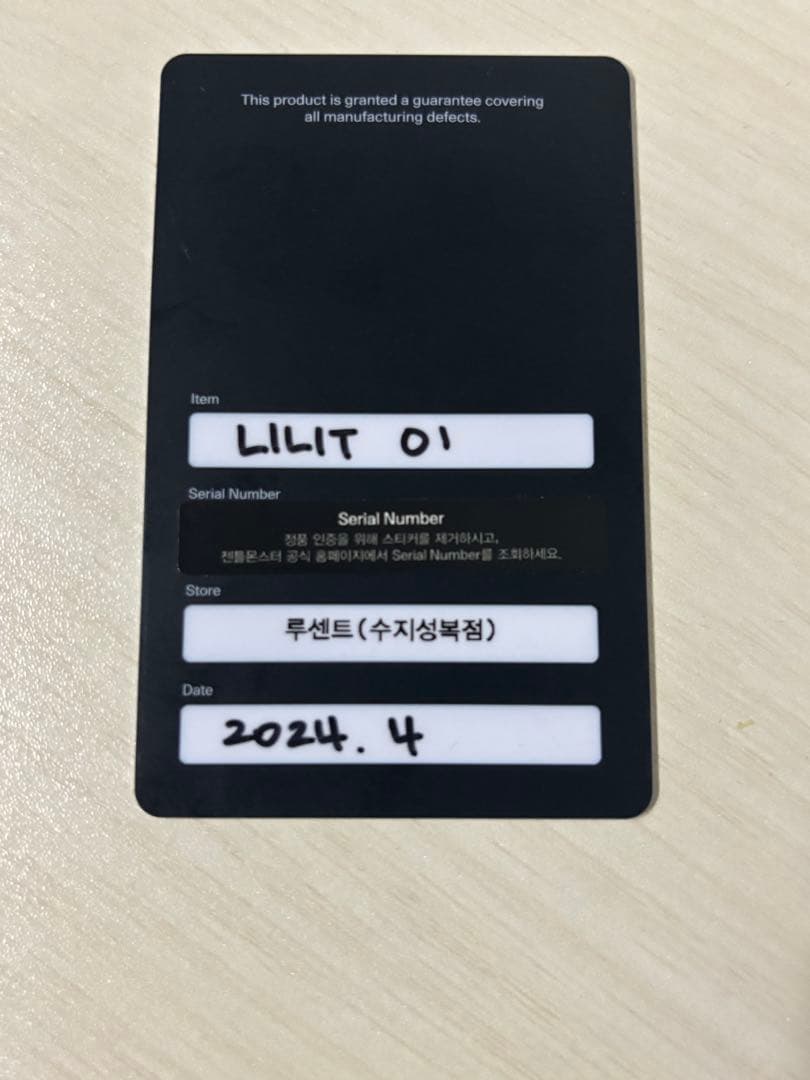 This product is granted a guarantee covering
all manufacturing defects.
Item
LILIT 01
Serial Number
Serial Number
정품 인증을 위해 스티커를 제거하시고,
젠틀몬스터 공식 홈페이지에서 Serial Number를 조회하세요.
Store
루센트(수지성복점)
Date
2024. 4